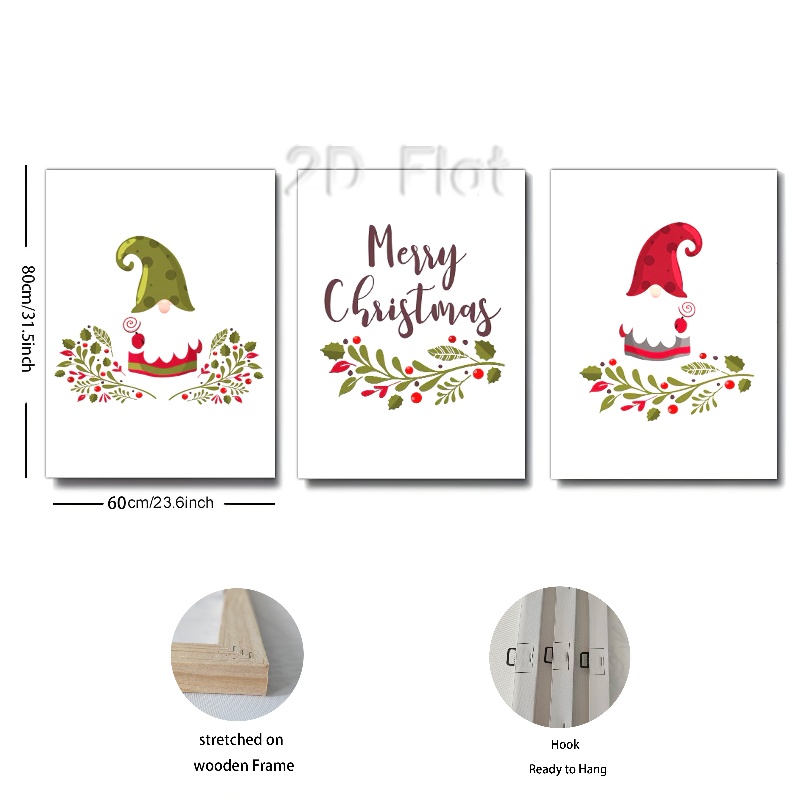 2D Flat
Merry
Christmas
80cm/31.5inch
60cm/23.6inch
stretched on
wooden Frame
Hook
Ready to Hang